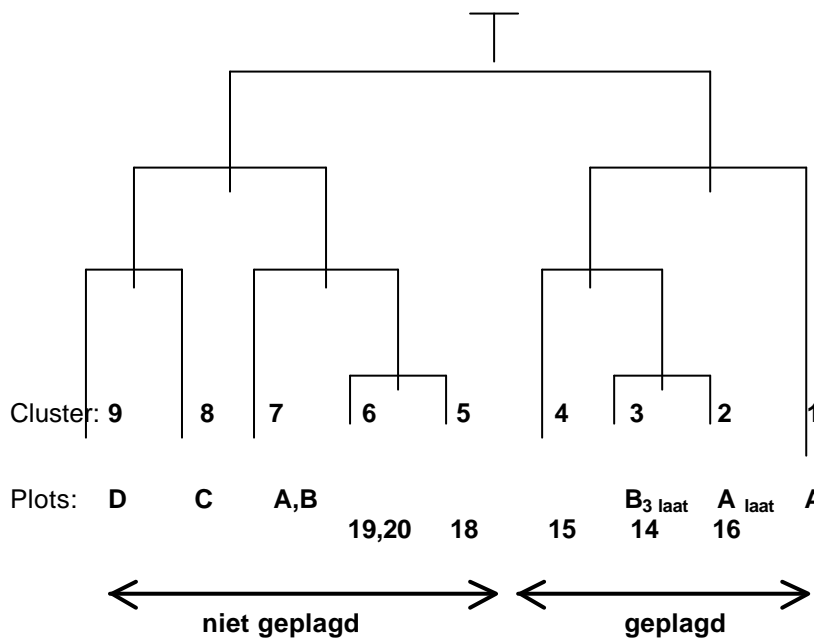 Cluster: 9 8 7 6 5 4 3 2 1
Plots: D C A,B B3 laat A laat A
19,20 18 15 14 16
niet geplagd geplagd